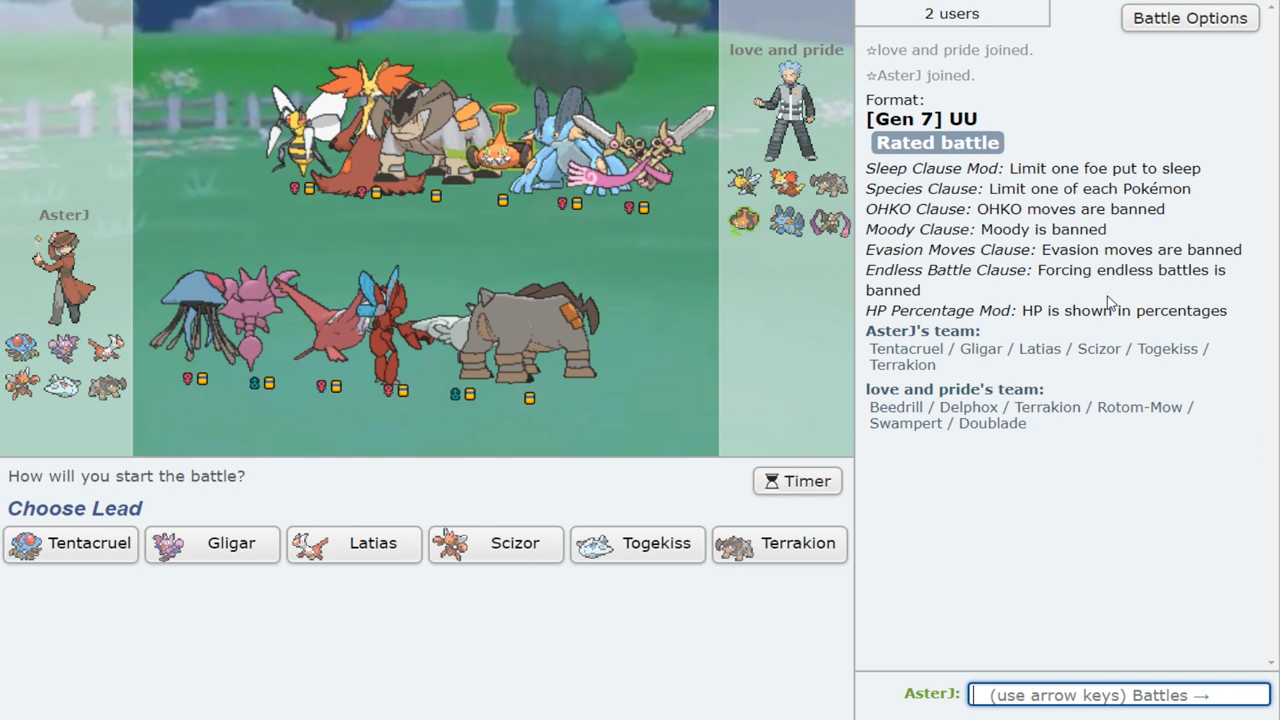 love and pride
AsterJ
How will you start the battle?
Timer
Choose Lead
Tentacruel
Gligar
Latias
Scizor
Togekiss
Terrakion
2 users
Battle Options
☆love and pride joined.
☆AsterJ joined.
Format:
[Gen 7] UU
Rated battle
Sleep Clause Mod: Limit one foe put to sleep
Species Clause: Limit one of each Pokémon
OHKO Clause: OHKO moves are banned
Moody Clause: Moody is banned
Evasion Moves Clause: Evasion moves are banned
Endless Battle Clause: Forcing endless battles is
banned
HP Percentage Mod: HP is shown in percentages
AsterJ's team:
Tentacruel / Gligar / Latias / Scizor / Togekiss /
Terrakion
love and pride's team:
Beedrill / Delphox / Terrakion / Rotom-Mow /
Swampert / Doublade
AsterJ: (use arrow keys) Battles →